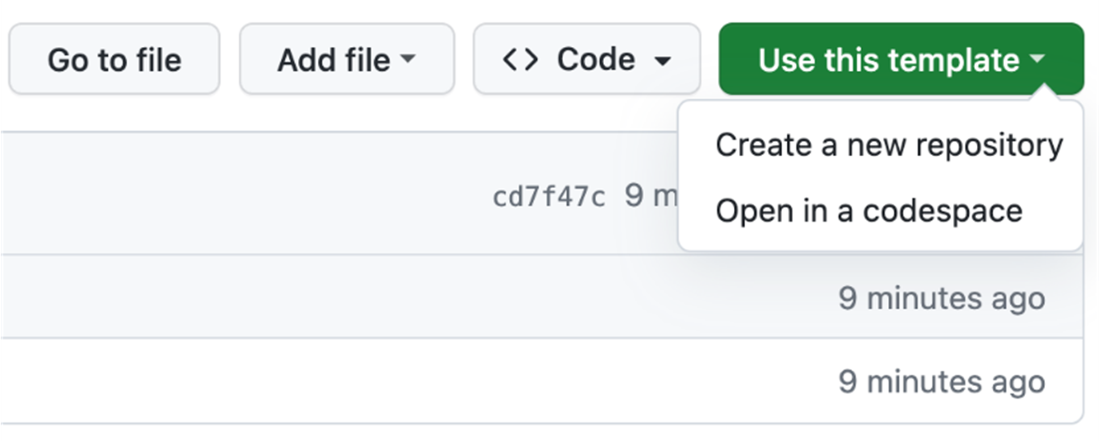 Go to file
Add file
<> Code
Use this template
Create a new repository
Open in a codespace
cd7f47c 9 m
9 minutes ago
9 minutes ago